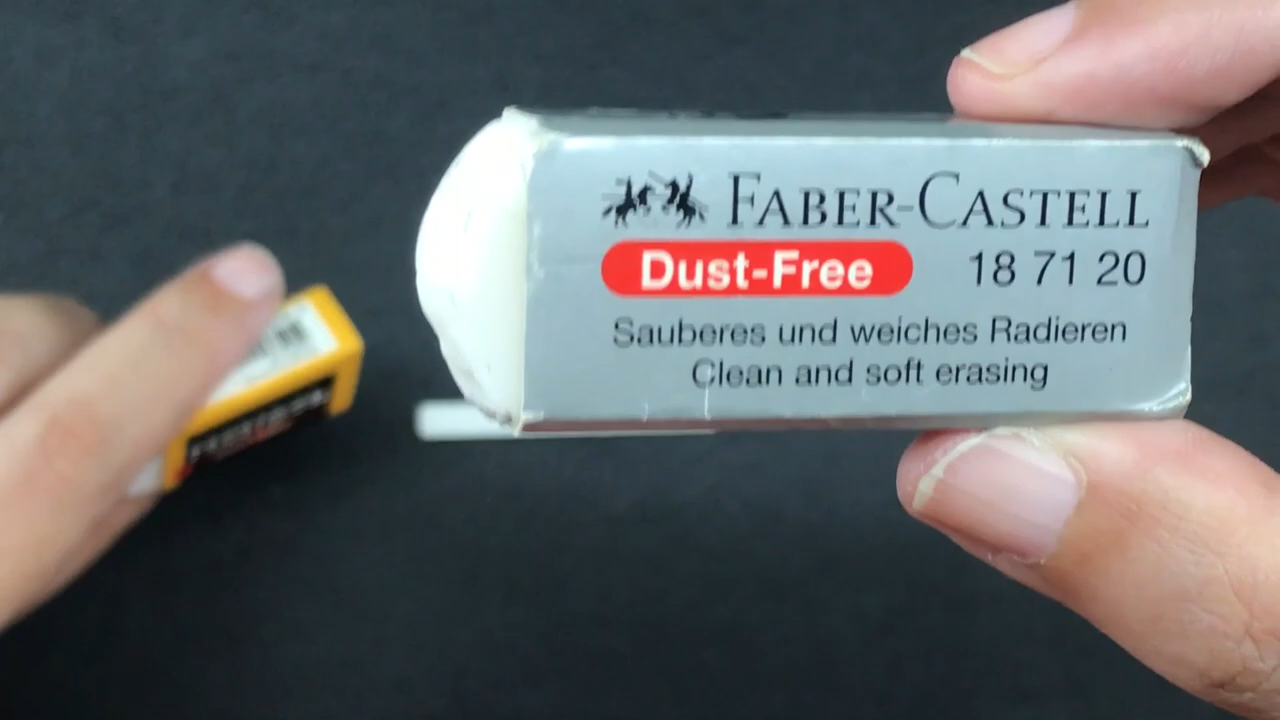 FABER-CASTELL
Dust-Free 18 71 20
Sauberes und weiches Radieren
Clean and soft erasing